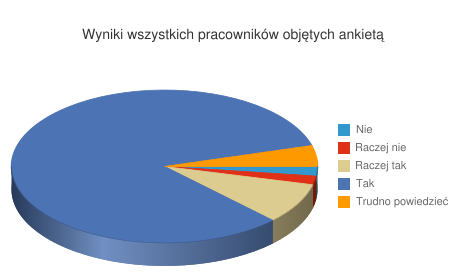 Wyniki wszystkich pracowników objętych ankietą
Nie
Raczej nie
Raczej tak
Tak
Trudno powiedzieć